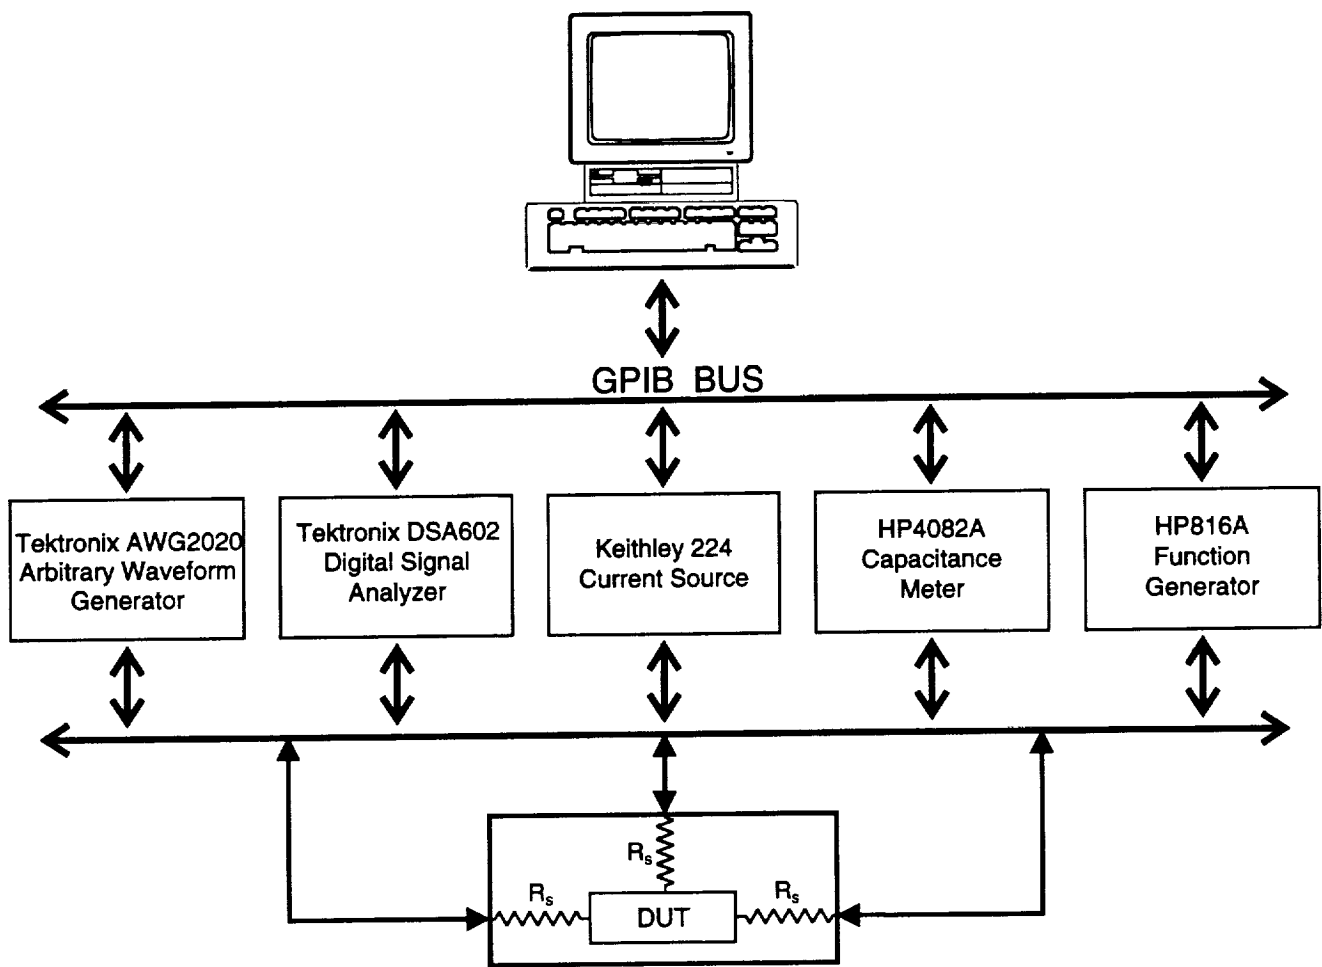 GPIB BUS
Tektronix AWG2020
Arbitrary Waveform
Generator
Tektronix DSA602
Digital Signal
Analyzer
Keithley 224
Current Source
HP4082A
Capacitance
Meter
HP816A
Function
Generator
Rs
Rs
Rs
DUT